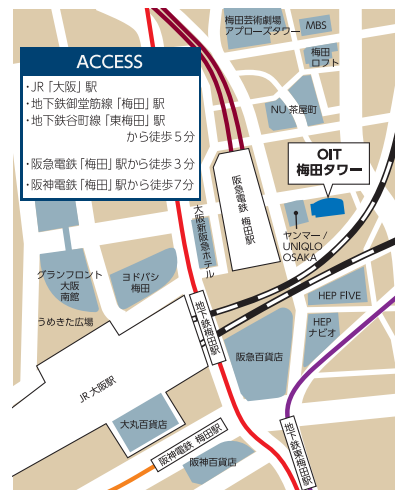 ACCESS
・JR「大阪」駅
・地下鉄御堂筋線「梅田」駅
・地下鉄谷町線「東梅田」駅
から徒歩5分
・阪急電鉄「梅田」駅から徒歩3分
・阪神電鉄「梅田」駅から徒歩7分
梅田芸術劇場
アプローズタワー
MBS
梅田
ロフト
NU 茶屋町
OIT
梅田タワー
阪急電鉄 梅田駅
大阪新阪急ホテル
ヤンマー/
UNIQLO
OSAKA
グランフロント
大阪
南館
ヨドバシ
梅田
うめきた広場
地下鉄梅田駅
HEP FIVE
HEP
ナビオ
阪急百貨店
JR 大阪駅
大丸百貨店
阪神電鉄 梅田駅
阪神百貨店
地下鉄東梅田駅